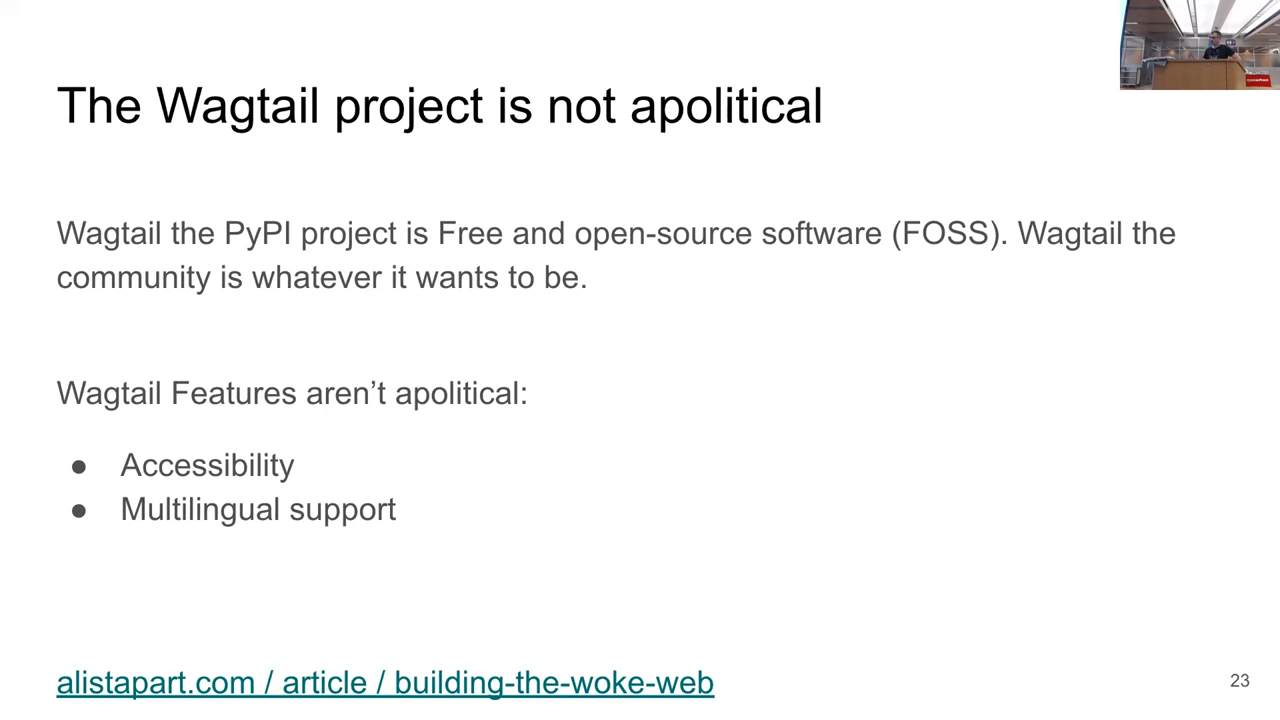 The Wagtail project is not apolitical
Wagtail the PyPI project is Free and open-source software (FOSS). Wagtail the
community is whatever it wants to be.
Wagtail Features aren’t apolitical:
● Accessibility
● Multilingual support
alistapart.com / article / building-the-woke-web
23